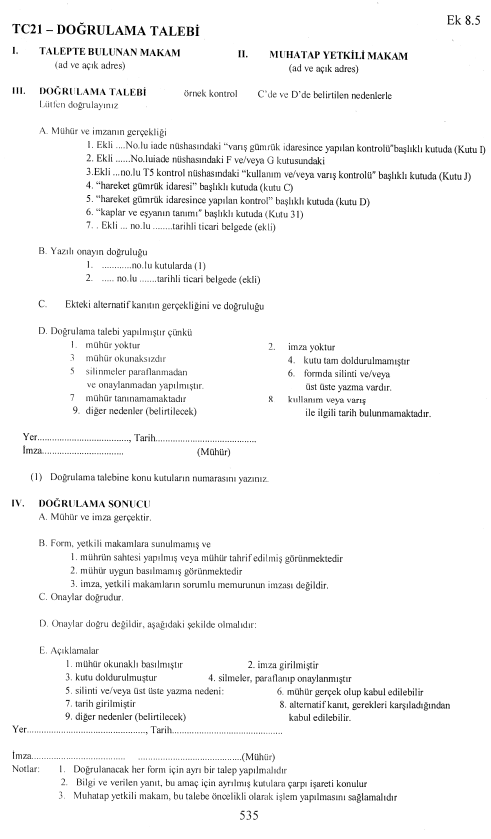 Ek 8.5
TC21 – DOĞRULAMA TALEBİ
I. TALEPTE BULUNAN MAKAM II. MUHATAP YETKİLİ MAKAM
(ad ve açık adres) (ad ve açık adres)
III. DOĞRULAMA TALEBİ örnek kontrol C'de ve D'de belirtilen nedenlerle
Lütfen doğrulayınız
A. Mühür ve imzanın gerçekliği
1. Ekli ....No.lu iade nüshasındaki "varış gümrük idaresince yapılan kontrolü"başlıklı kutuda (Kutu I)
2. Ekli ......No.luiade nüshasındaki F ve/veya G kutusundaki
3.Ekli ...no.lu T5 kontrol nüshasındaki "kullanım ve/veya varış kontrolü" başlıklı kutuda (Kutu J)
4. "hareket gümrük idaresi" başlıklı kutuda (kutu C)
5. "hareket gümrük idaresince yapılan kontrol" başlıklı kutuda (kutu D)
6. "kaplar ve eşyanın tanımı" başlıklı kutuda (Kutu 31)
7. . Ekli ... no.lu ........tarihli ticari belgede (ekli)
B. Yazılı onayın doğruluğu
1. ............no.lu kutularda (1)
2. ..... no.lu .......tarihli ticari belgede (ekli)
C. Ekteki alternatif kanıtın gerçekliğini ve doğruluğu
D. Doğrulama talebi yapılmıştır çünkü
1. mühür yoktur 2. imza yoktur
3 mühür okunaksızdır 4. kutu tam doldurulmamıştır
5 silinmeler paraflanmadan 6. formda silinti ve/veya
ve onaylanmadan yapılmıştır. üst üste yazma vardır.
7 mühür tanınamamaktadır 8. kullanım veya varış
9. diğer nedenler (belirtilecek) ile ilgili tarih bulunmamaktadır.
Yer..................................., Tarih.......................................
İmza................................ (Mühür)
(1) Doğrulama talebine konu kutuların numarasını yazınız.
IV. DOĞRULAMA SONUCU
A. Mühür ve imza gerçektir.
B. Form, yetkili makamlara sunulmamış ve
1. mührün sahtesi yapılmış veya mühür tahrif edilmiş görünmektedir
2. mühür uygun basılmamış görünmektedir
3. imza, yetkili makamların sorumlu memurunun imzası değildir.
C. Onaylar doğrudur.
D. Onaylar doğru değildir, aşağıdaki şekilde olmalıdır:
E. Açıklamalar
1. mühür okunaklı basılmıştır 2. imza girilmiştir
3. kutu doldurulmuştur 4. silmeler, paraflanıp onaylanmıştır
5. silinti ve/veya üst üste yazma nedeni: 6. mühür gerçek olup kabul edilebilir
7. tarih girilmiştir 8. alternatif kanıt, gerekleri karşıladığından
9. diğer nedenler (belirtilecek) kabul edilebilir.
Yer.............................................., Tarih..........................................
İmza.................................... .......................................(Mühür)
Notlar: 1. Doğrulanacak her form için ayrı bir talep yapılmalıdır
2. Bilgi ve verilen yanıt, bu amaç için ayrılmış kutulara çarpı işareti konulur
3. Muhatap yetkili makam, bu talebe öncelikli olarak işlem yapılmasını sağlamalıdır
535